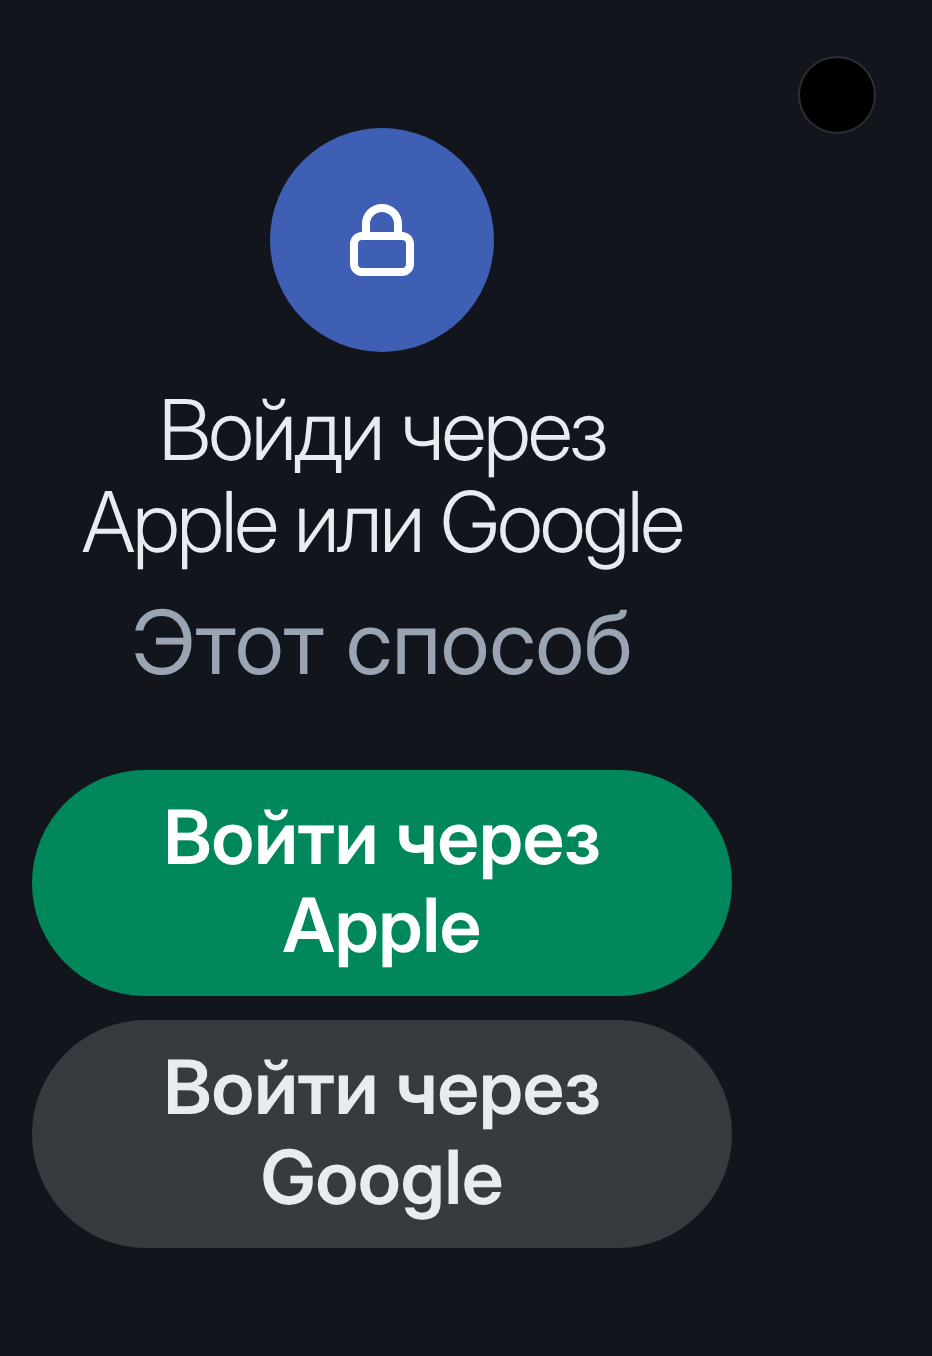 Войди через
Apple или Google
Этот способ
Войти через
Apple
Войти через
Google